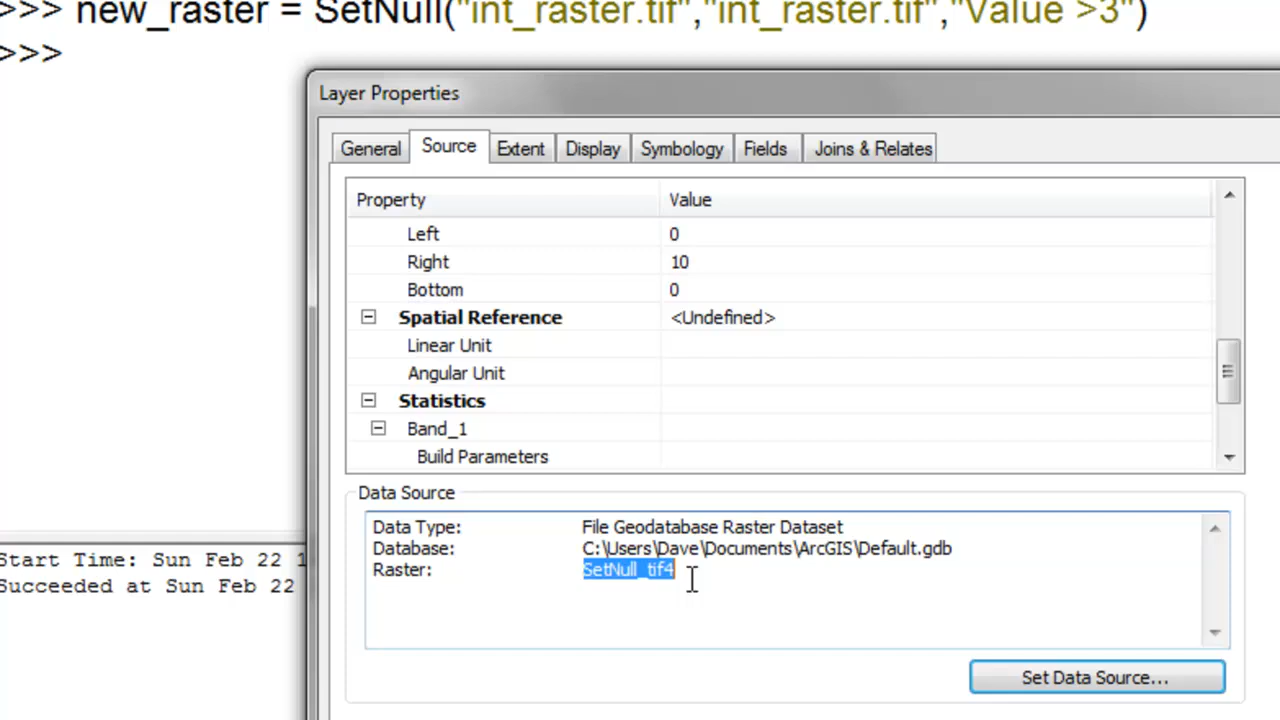 >>> new_raster = SetNull("int_raster.tif","int_raster.tif","Value >3")
>>>
Layer Properties
General Source Extent Display Symbology Fields Joins & Relates
Property Value
Left 0
Right 10
Bottom 0
Spatial Reference <Undefined>
Linear Unit
Angular Unit
Statistics
Band_1
Build Parameters
Data Source
Data Type: File Geodatabase Raster Dataset
Database: C:\Users\Dave\Documents\ArcGIS\Default.gdb
Raster: SetNull_tif4
Start Time: Sun Feb 22 1
Succeeded at Sun Feb 22
Set Data Source...